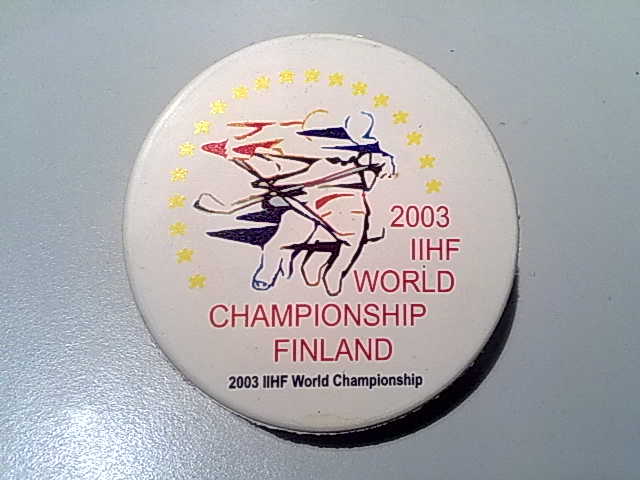 2003
IIHF
WORLD
CHAMPIONSHIP
FINLAND
2003 IIHF World Championship